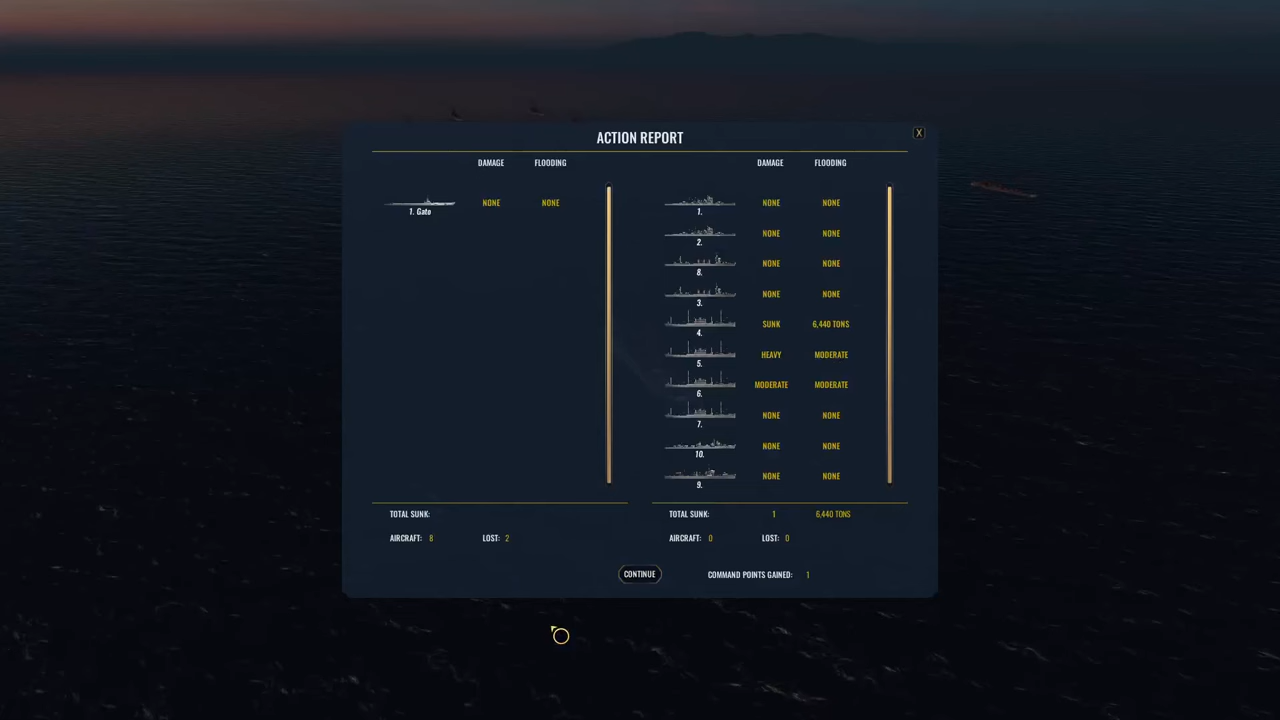 ACTION REPORT
X
DAMAGE FLOODING DAMAGE FLOODING
NONE NONE NONE NONE
1. Gato 1.
NONE NONE
2.
NONE NONE
8.
NONE NONE
3.
SUNK 6,440 TONS
4.
HEAVY MODERATE
5.
MODERATE MODERATE
6.
NONE NONE
7.
NONE NONE
10.
NONE NONE
9.
TOTAL SUNK: TOTAL SUNK: 1 6,440 TONS
AIRCRAFT: 8 LOST: 2 AIRCRAFT: 0 LOST: 0
CONTINUE COMMAND POINTS GAINED: 1